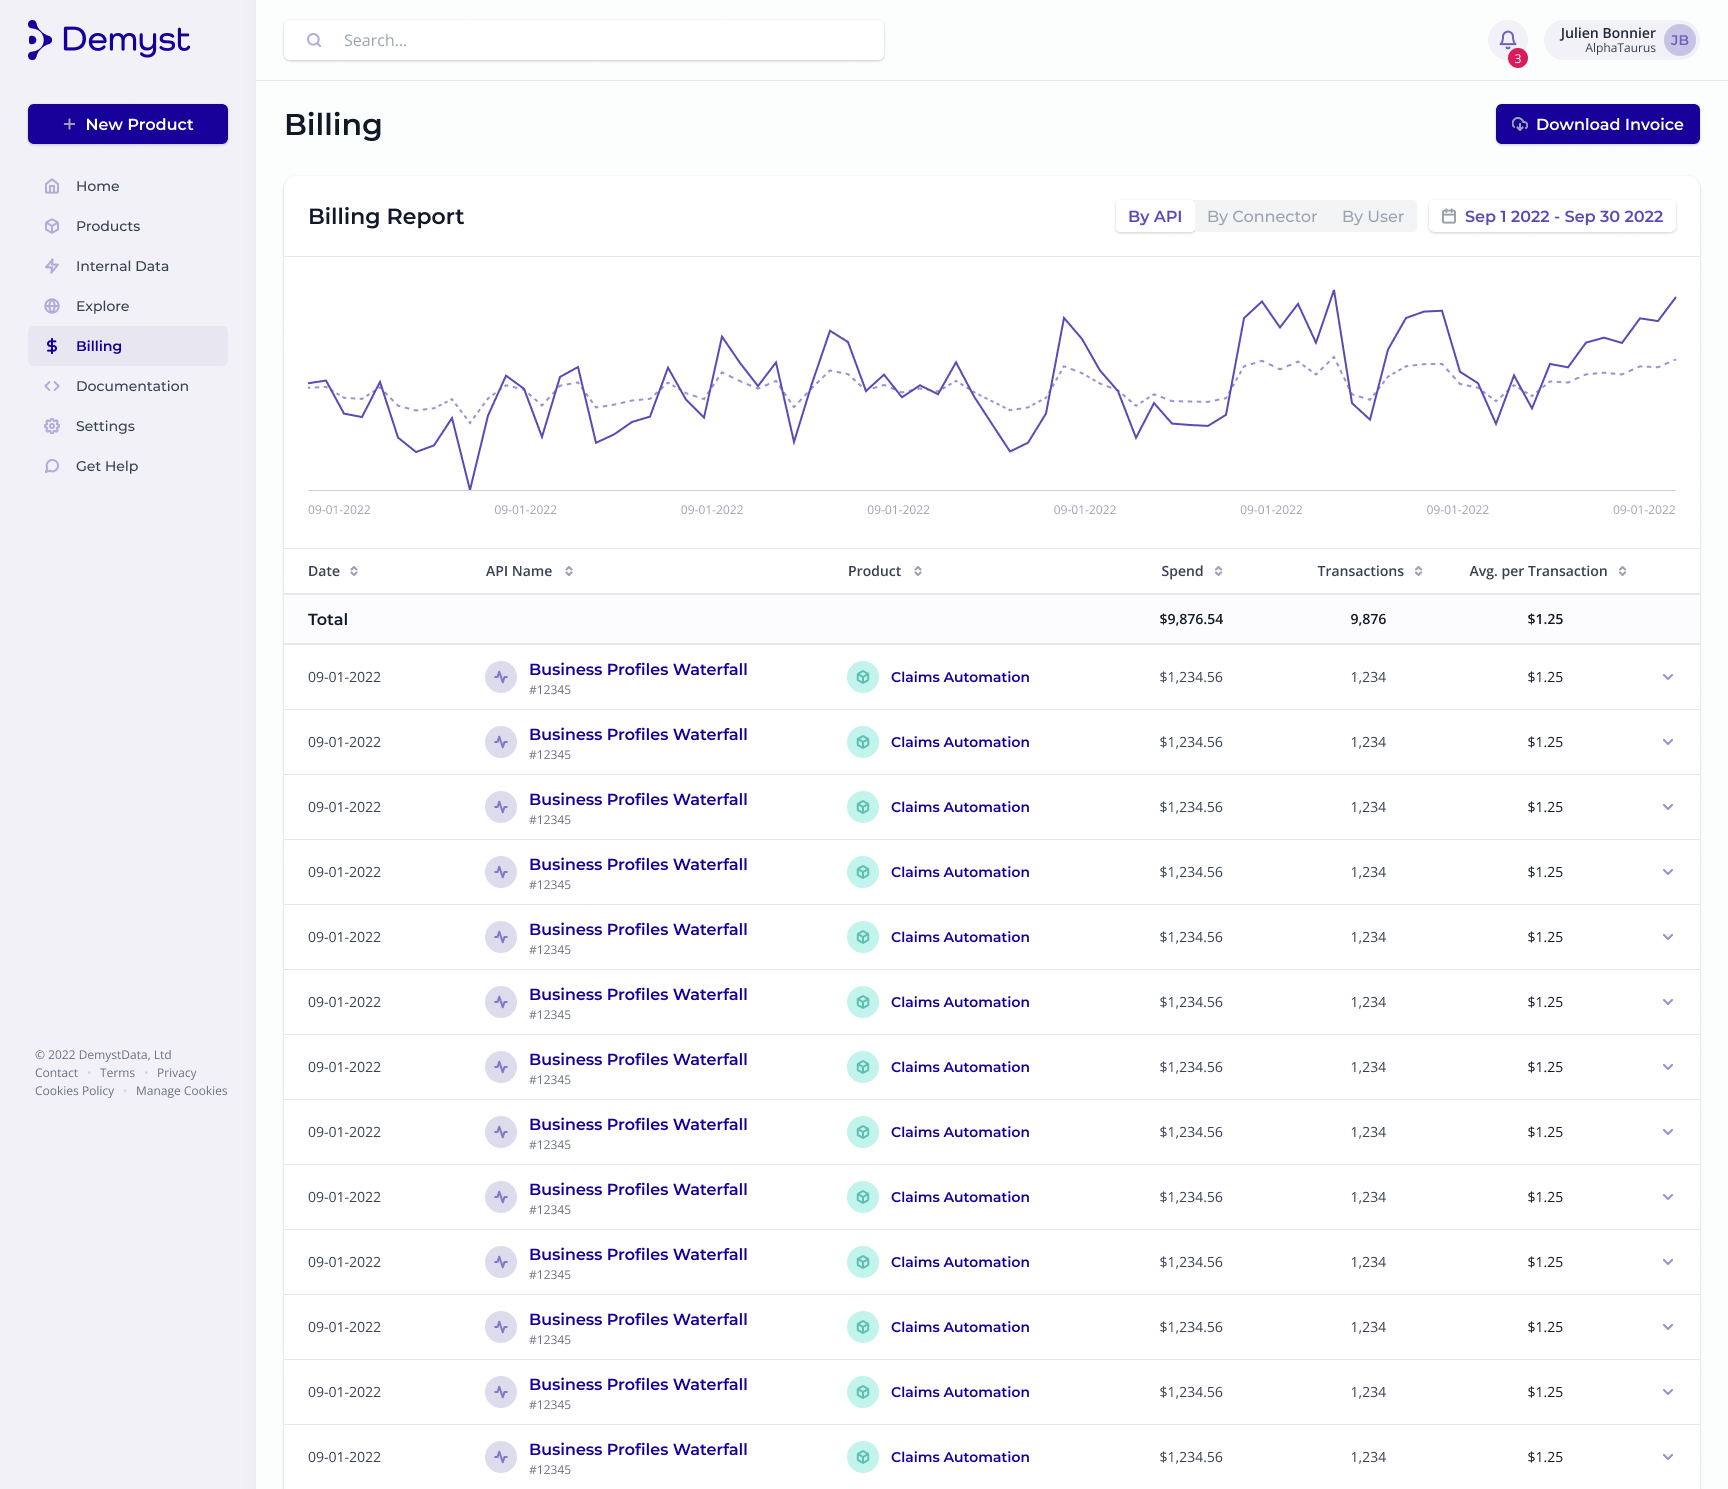 Demyst
New Product
Home
Products
Internal Data
Explore
Billing
Documentation
Settings
Get Help
© 2022 DemystData, Ltd
Contact • Terms • Privacy
Cookies Policy • Manage Cookies
Search...
3
Julien Bonnier
AlphaTaurus
JB
Billing
Download Invoice
Billing Report
By API By Connector By User Sep 1 2022 - Sep 30 2022
09-01-2022 09-01-2022 09-01-2022 09-01-2022 09-01-2022 09-01-2022 09-01-2022 09-01-2022
Date API Name Product Spend Transactions Avg. per Transaction
Total $9,876.54 9,876 $1.25
09-01-2022 Business Profiles Waterfall Claims Automation $1,234.56 1,234 $1.25
#12345
09-01-2022 Business Profiles Waterfall Claims Automation $1,234.56 1,234 $1.25
#12345
09-01-2022 Business Profiles Waterfall Claims Automation $1,234.56 1,234 $1.25
#12345
09-01-2022 Business Profiles Waterfall Claims Automation $1,234.56 1,234 $1.25
#12345
09-01-2022 Business Profiles Waterfall Claims Automation $1,234.56 1,234 $1.25
#12345
09-01-2022 Business Profiles Waterfall Claims Automation $1,234.56 1,234 $1.25
#12345
09-01-2022 Business Profiles Waterfall Claims Automation $1,234.56 1,234 $1.25
#12345
09-01-2022 Business Profiles Waterfall Claims Automation $1,234.56 1,234 $1.25
#12345
09-01-2022 Business Profiles Waterfall Claims Automation $1,234.56 1,234 $1.25
#12345
09-01-2022 Business Profiles Waterfall Claims Automation $1,234.56 1,234 $1.25
#12345
09-01-2022 Business Profiles Waterfall Claims Automation $1,234.56 1,234 $1.25
#12345
09-01-2022 Business Profiles Waterfall Claims Automation $1,234.56 1,234 $1.25
#12345
09-01-2022 Business Profiles Waterfall Claims Automation $1,234.56 1,234 $1.25
#12345